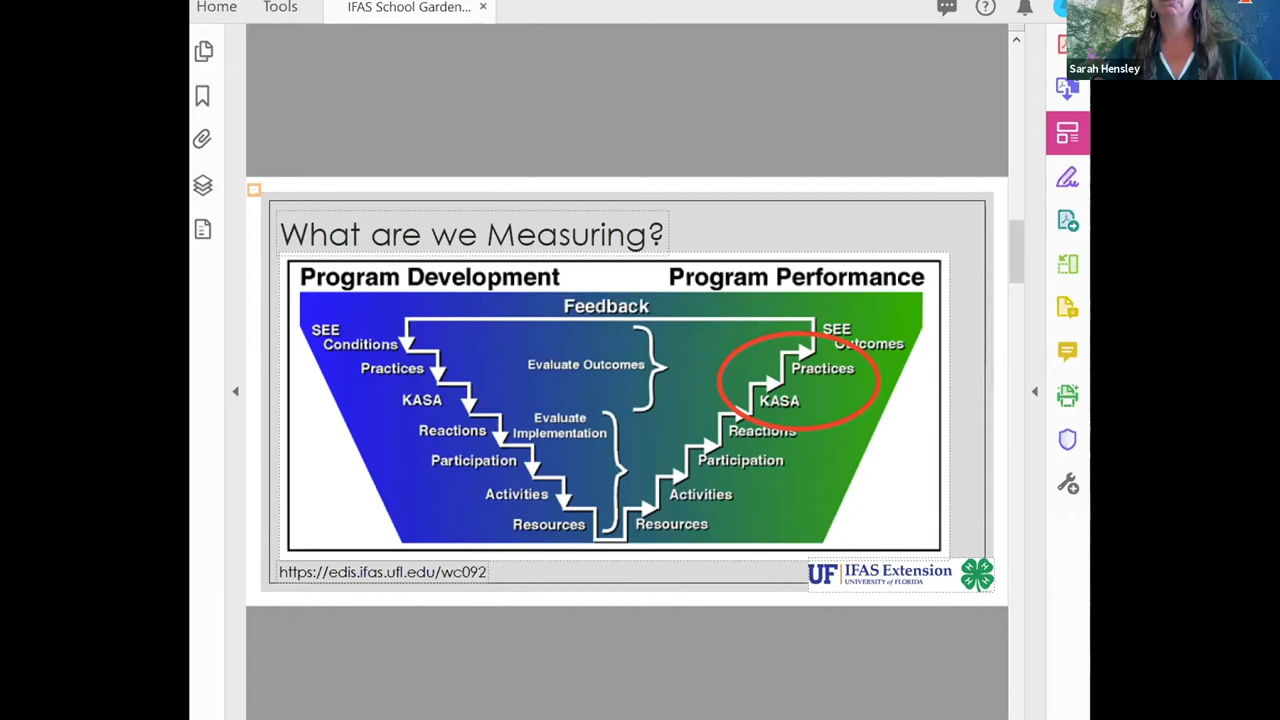 Home
Tools
IFAS School Garden... ×
Sarah Hensley
What are we Measuring?
Program Development
Program Performance
Feedback
SEE
Conditions
Practices
KASA
Reactions
Participation
Activities
Resources
Evaluate Outcomes
Evaluate
Implementation
SEE
Outcomes
Practices
KASA
Reactions
Participation
Activities
Resources
https://edis.ifas.ufl.edu/wc092
UF IFAS Extension
UNIVERSITY of FLORIDA